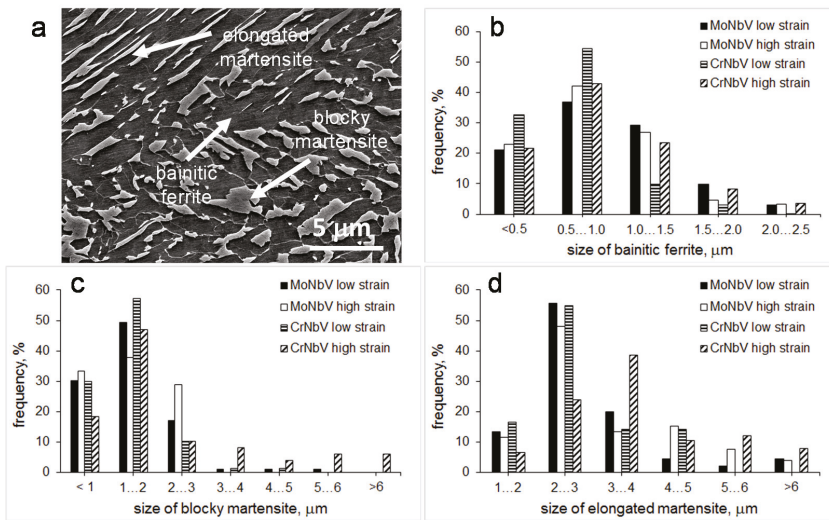 a
elongated
martensite
blocky
martensite
bainitic
ferrite
5 μm
b
MoNbV low strain
MoNbV high strain
CrNbV low strain
CrNbV high strain
frequency, %
60
50
40
30
20
10
0
<0.5
0.5...1.0
1.0...1.5
1.5...2.0
2.0...2.5
size of bainitic ferrite, μm
c
MoNbV low strain
MoNbV high strain
CrNbV low strain
CrNbV high strain
frequency, %
60
50
40
30
20
10
0
< 1
1...2
2...3
3...4
4...5
5...6
>6
size of blocky martensite, μm
d
MoNbV low strain
MoNbV high strain
CrNbV low strain
CrNbV high strain
frequency, %
60
50
40
30
20
10
0
1...2
2...3
3...4
4...5
5...6
>6
size of elongated martensite, μm